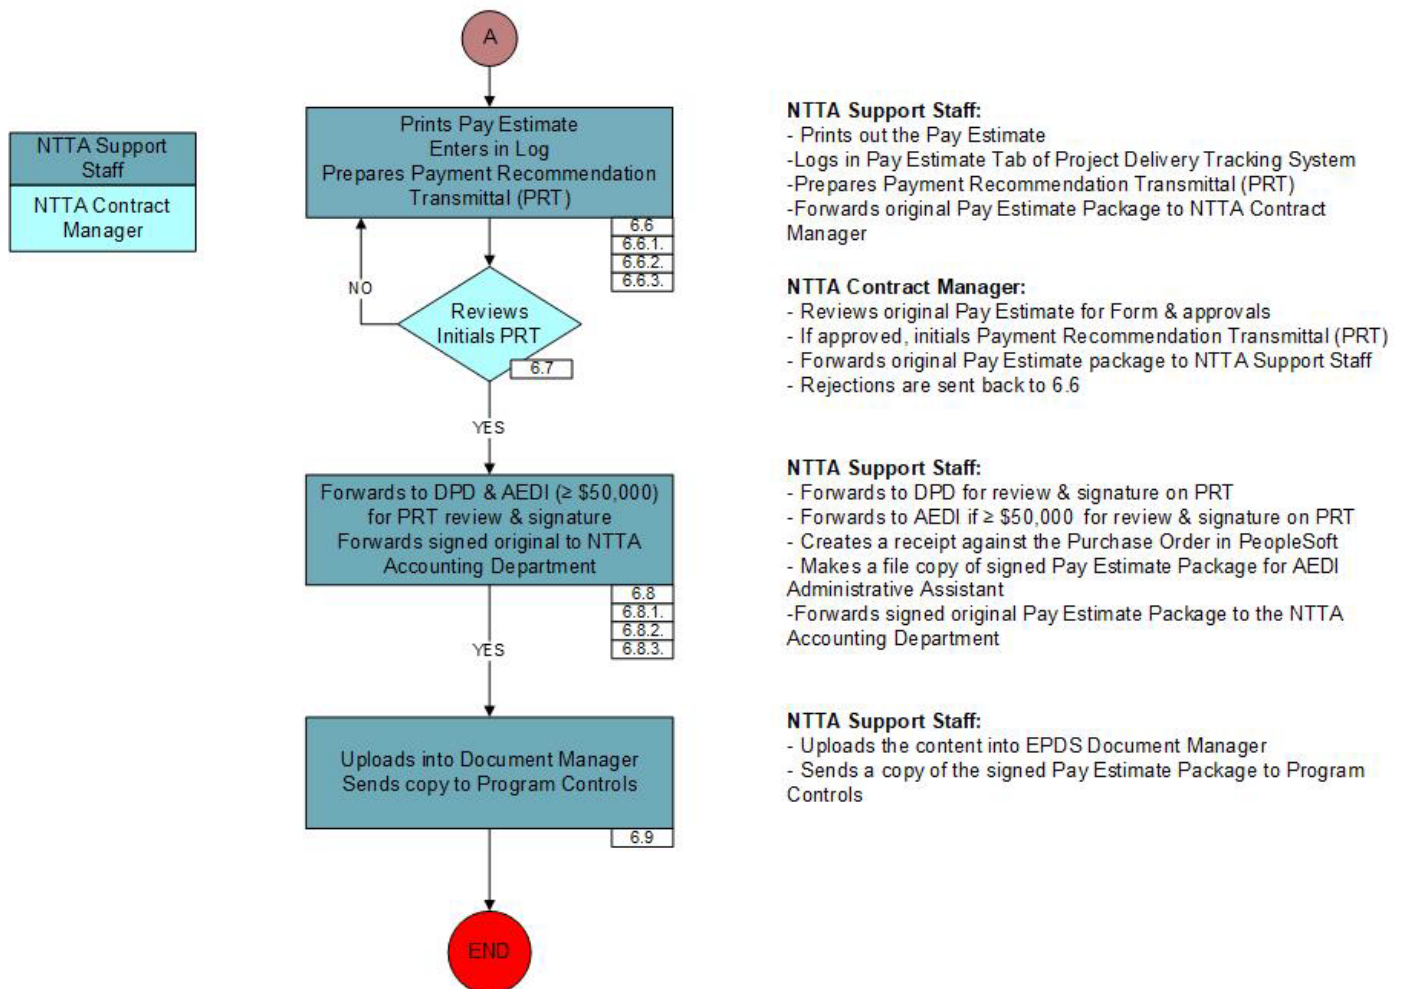 A
NTTA Support
Staff
NTTA Contract
Manager
Prints Pay Estimate
Enters in Log
Prepares Payment Recommendation
Transmittal (PRT)
6.6
6.6.1.
6.6.2.
6.6.3.
NO
Reviews
Initials PRT
6.7
YES
Forwards to DPD & AEDI (≥ $50,000)
for PRT review & signature
Forwards signed original to NTTA
Accounting Department
6.8
6.8.1.
6.8.2.
6.8.3.
YES
Uploads into Document Manager
Sends copy to Program Controls
6.9
END
NTTA Support Staff:
- Prints out the Pay Estimate
-Logs in Pay Estimate Tab of Project Delivery Tracking System
-Prepares Payment Recommendation Transmittal (PRT)
-Forwards original Pay Estimate Package to NTTA Contract
Manager
NTTA Contract Manager:
- Reviews original Pay Estimate for Form & approvals
- If approved, initials Payment Recommendation Transmittal (PRT)
- Forwards original Pay Estimate package to NTTA Support Staff
- Rejections are sent back to 6.6
NTTA Support Staff:
- Forwards to DPD for review & signature on PRT
- Forwards to AEDI if ≥ $50,000 for review & signature on PRT
- Creates a receipt against the Purchase Order in PeopleSoft
- Makes a file copy of signed Pay Estimate Package for AEDI
Administrative Assistant
-Forwards signed original Pay Estimate Package to the NTTA
Accounting Department
NTTA Support Staff:
- Uploads the content into EPDS Document Manager
- Sends a copy of the signed Pay Estimate Package to Program
Controls